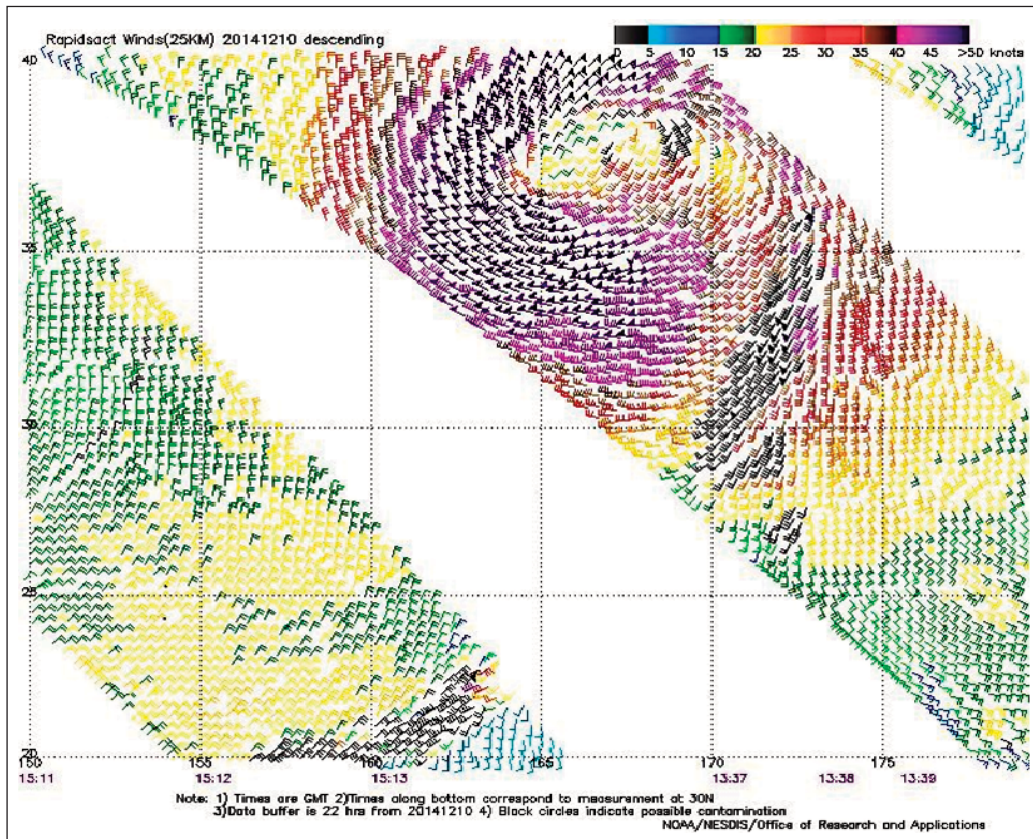 Rapidsact Winds(25KM) 20141210 descending
0 5 10 15 20 25 30 35 40 45 >50 knots
40
35
30
25
20
150 155 160 165 170 175
15:11 15:12 15:13 13:37 13:38 13:39
Note: 1) Times are GMT 2)Times along bottom correspond to measurement at 30N
3)Data buffer is 22 hrs from 20141210 4) Black circles indicate possible contamination
NOAA/NESDIS/Office of Research and Applications